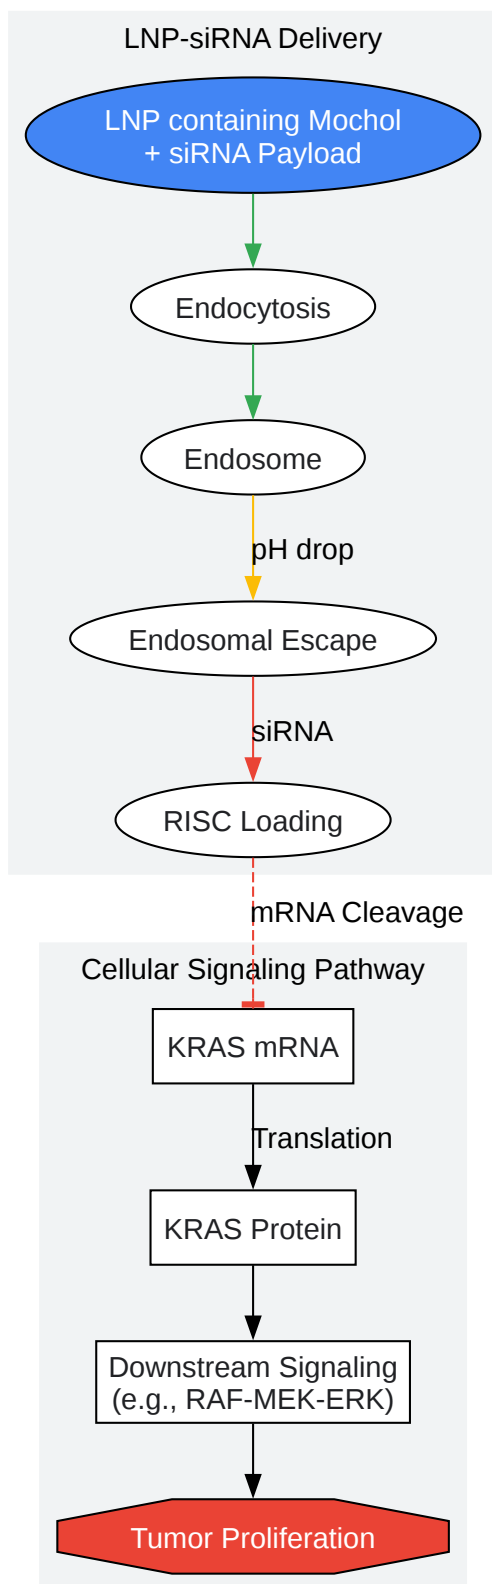 LNP-siRNA Delivery
LNP containing Mochol
+ siRNA Payload
Endocytosis
Endosome
pH drop
Endosomal Escape
siRNA
RISC Loading
mRNA Cleavage
Cellular Signaling Pathway
KRAS mRNA
Translation
KRAS Protein
Downstream Signaling
(e.g., RAF-MEK-ERK)
Tumor Proliferation